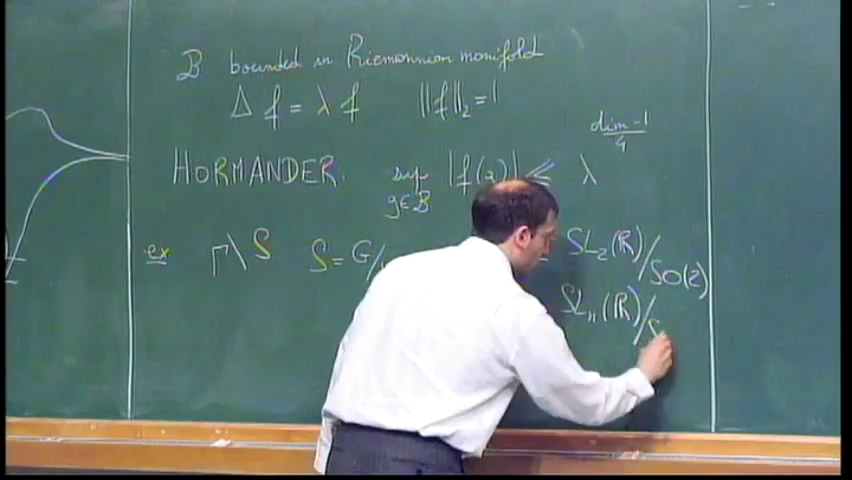 B bounded in Riemannian manifold
Δ f = λ f ‖f‖₂ = 1
HORMANDER. sup |f(x)| ≪ λ^{(dim -1)/4}
g∈B
ex Γ\S S = G/ = SL₂(ℝ)/SO(2)
SLₙ(ℝ)/S